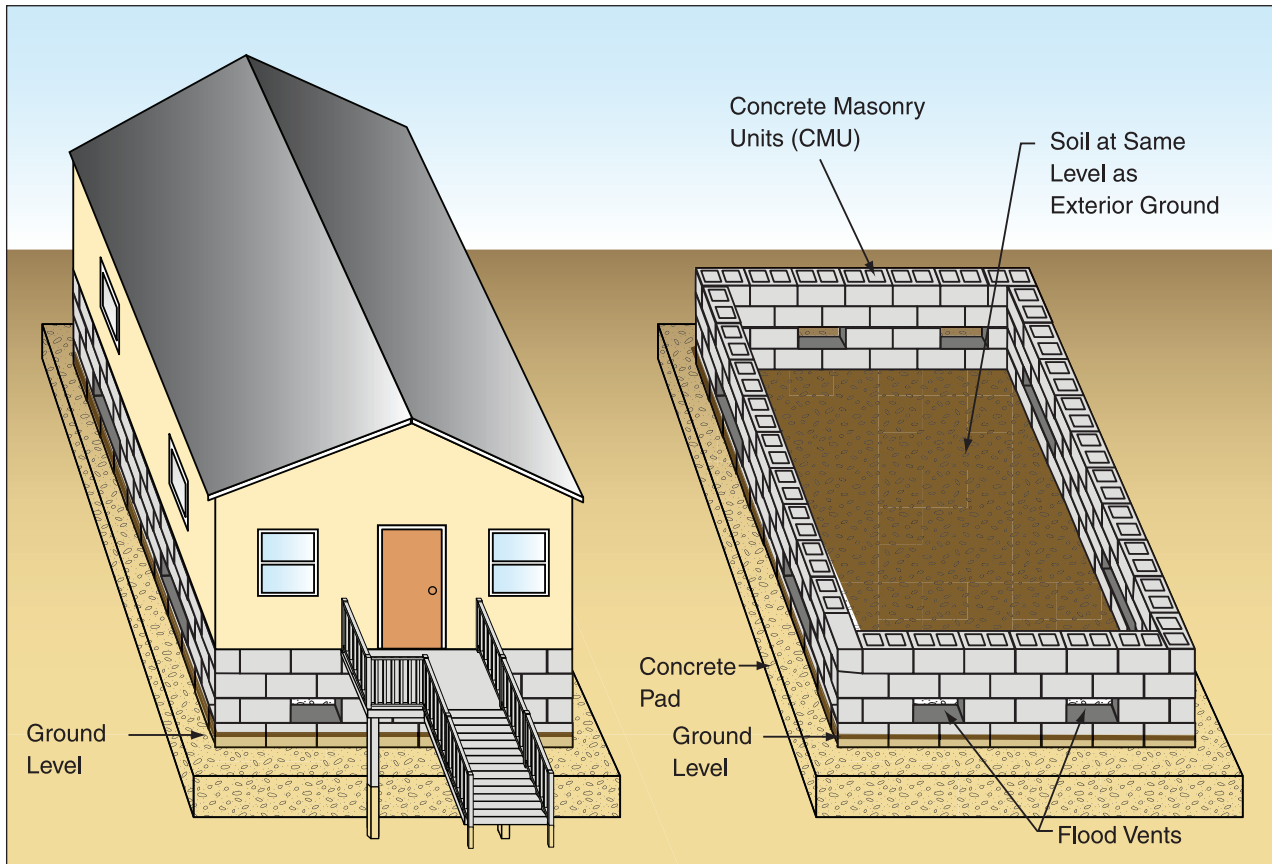 Concrete Masonry
Units (CMU)
Soil at Same
Level as
Exterior Ground
Concrete
Pad
Ground
Level
Ground
Level
Flood Vents